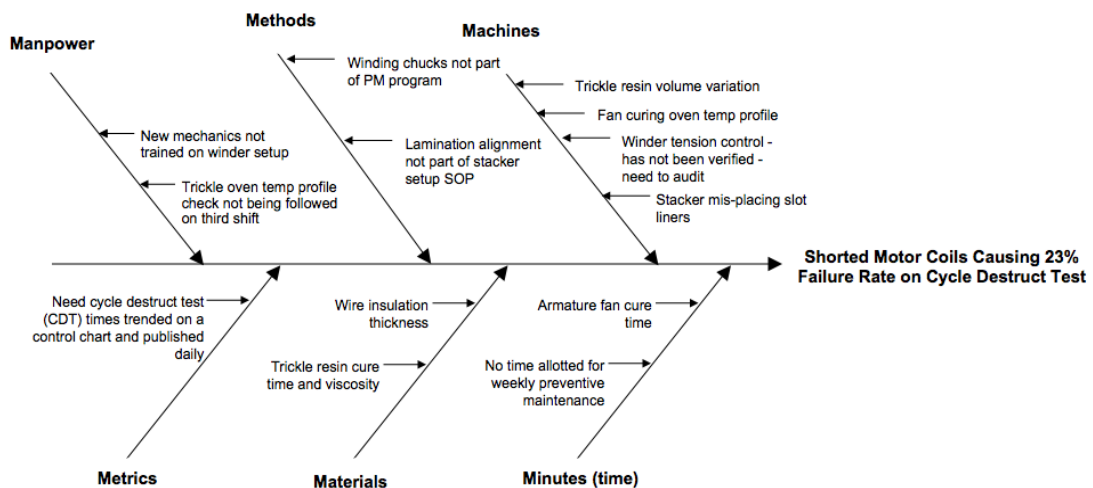 Manpower
Methods
Machines
New mechanics not
trained on winder setup
Trickle oven temp profile
check not being followed
on third shift
Winding chucks not part
of PM program
Lamination alignment
not part of stacker
setup SOP
Trickle resin volume variation
Fan curing oven temp profile
Winder tension control -
has not been verified -
need to audit
Stacker mis-placing slot
liners
Shorted Motor Coils Causing 23%
Failure Rate on Cycle Destruct Test
Need cycle destruct test
(CDT) times trended on a
control chart and published
daily
Wire insulation
thickness
Trickle resin cure
time and viscosity
Armature fan cure
time
No time allotted for
weekly preventive
maintenance
Metrics
Materials
Minutes (time)